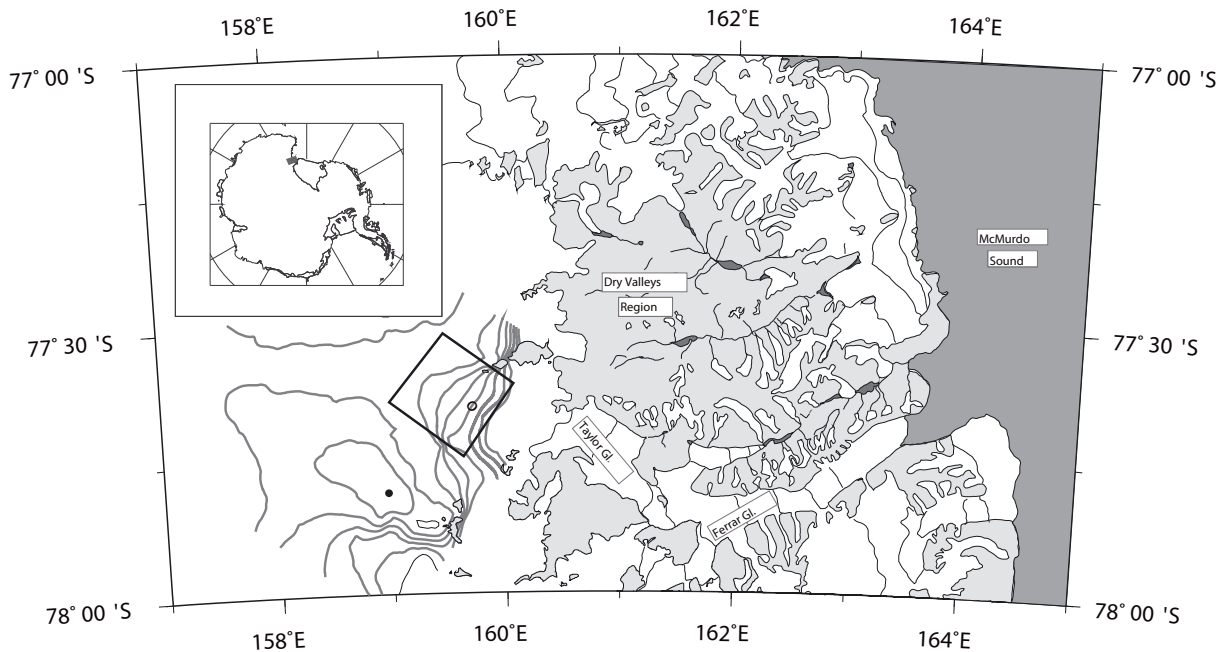 158°E
160°E
162°E
164°E
77° 00 'S
77° 00 'S
McMurdo
Sound
Dry Valleys
Region
77° 30 'S
77° 30 'S
Taylor Gl.
Ferrar Gl.
78° 00 'S
78° 00 'S
158°E
160°E
162°E
164°E